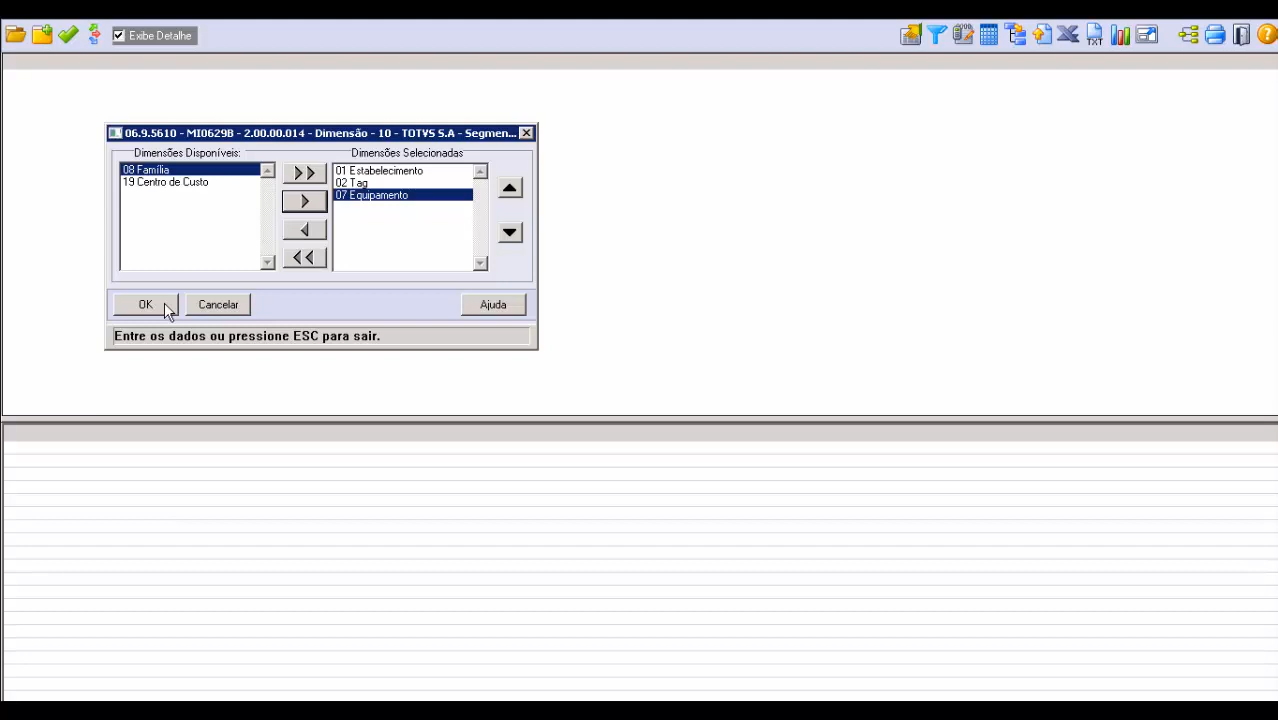 Exibe Detalhe
TXT
06.9.5610 - MI0629B - 2.00.00.014 - Dimensão - 10 - TOTVS S.A - Segmen...
Dimensões Disponíveis:
Dimensões Selecionadas
08 Família
19 Centro de Custo
01 Estabelecimento
02 Tag
07 Equipamento
OK
Cancelar
Ajuda
Entre os dados ou pressione ESC para sair.